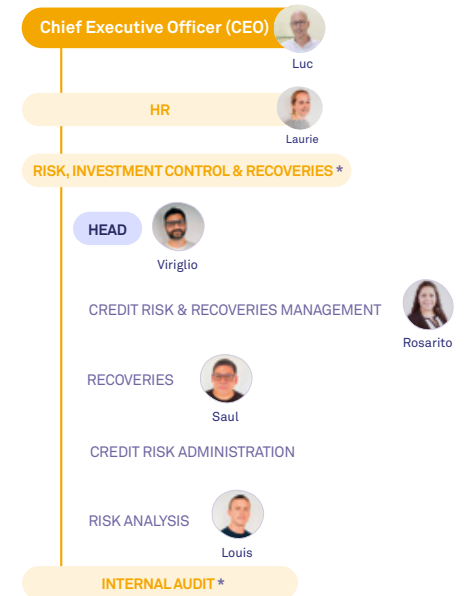 Chief Executive Officer (CEO)
Luc
HR
Laurie
RISK, INVESTMENT CONTROL & RECOVERIES *
HEAD
Viriglio
CREDIT RISK & RECOVERIES MANAGEMENT
Rosarito
RECOVERIES
Saul
CREDIT RISK ADMINISTRATION
RISK ANALYSIS
Louis
INTERNAL AUDIT *